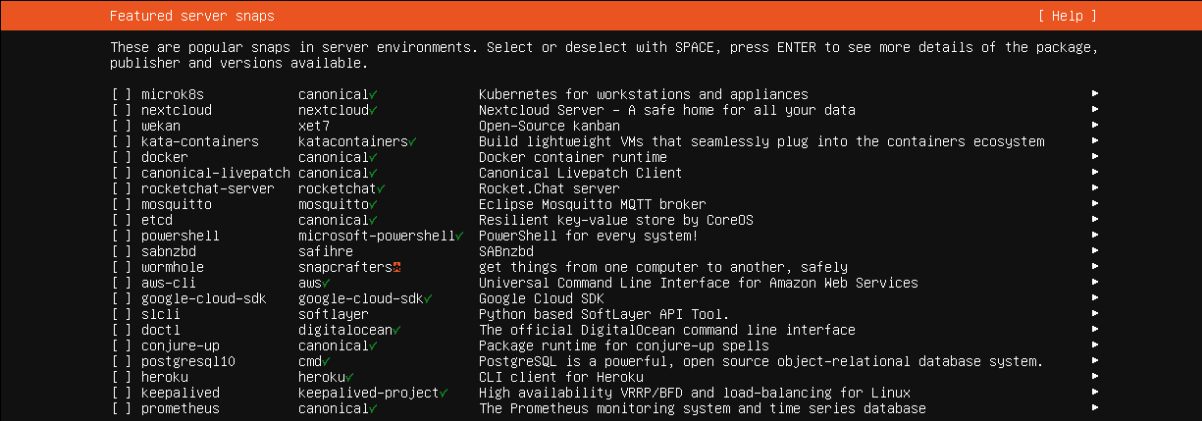 Featured server snaps [ Help ]
These are popular snaps in server environments. Select or deselect with SPACE, press ENTER to see more details of the package,
publisher and versions available.
[ ] microk8s canonical✓ Kubernetes for workstations and appliances ▸
[ ] nextcloud nextcloud✓ Nextcloud Server - A safe home for all your data ▸
[ ] wekan xet7 Open-Source kanban ▸
[ ] kata-containers katacontainers✓ Build lightweight VMs that seamlessly plug into the containers ecosystem ▸
[ ] docker canonical✓ Docker container runtime ▸
[ ] canonical-livepatch canonical✓ Canonical Livepatch Client ▸
[ ] rocketchat-server rocketchat✓ Rocket.Chat server ▸
[ ] mosquitto mosquitto✓ Eclipse Mosquitto MQTT broker ▸
[ ] etcd canonical✓ Resilient key-value store by CoreOS ▸
[ ] powershell microsoft-powershell✓ PowerShell for every system! ▸
[ ] sabnzbd safihre SABnzbd ▸
[ ] wormhole snapcrafters get things from one computer to another, safely ▸
[ ] aws-cli aws✓ Universal Command Line Interface for Amazon Web Services ▸
[ ] google-cloud-sdk google-cloud-sdk✓ Google Cloud SDK ▸
[ ] slcli softlayer Python based SoftLayer API Tool. ▸
[ ] doctl digitalocean✓ The official DigitalOcean command line interface ▸
[ ] conjure-up canonical✓ Package runtime for conjure-up spells ▸
[ ] postgresql10 cmd✓ PostgreSQL is a powerful, open source object-relational database system. ▸
[ ] heroku heroku✓ CLI client for Heroku ▸
[ ] keepalived keepalived-project✓ High availability VRRP/BFD and load-balancing for Linux ▸
[ ] prometheus canonical✓ The Prometheus monitoring system and time series database ▸